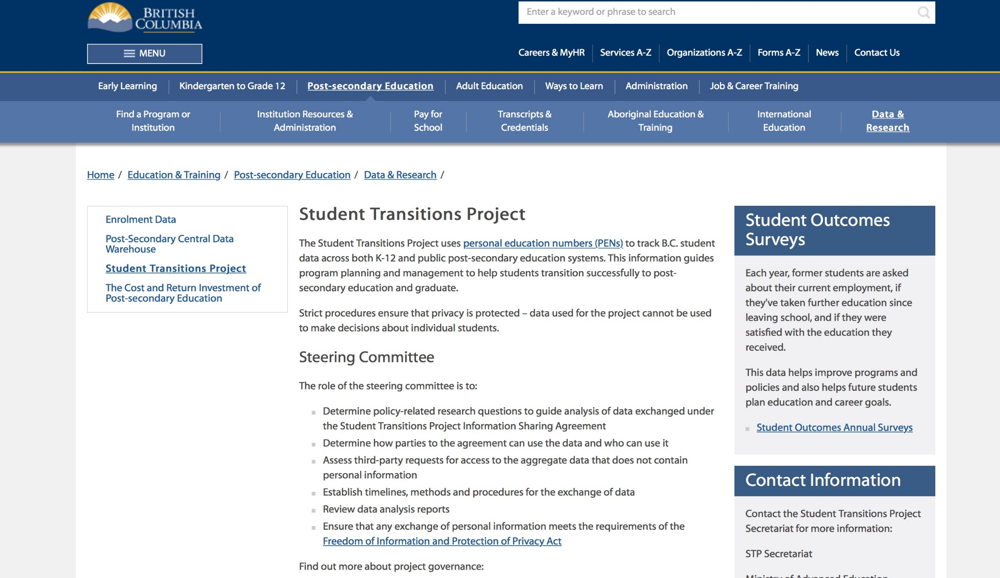 BRITISH
COLUMBIA
Enter a keyword or phrase to search
MENU
Careers & MyHR
Services A-Z
Organizations A-Z
Forms A-Z
News
Contact Us
Early Learning
Kindergarten to Grade 12
Post-secondary Education
Adult Education
Ways to Learn
Administration
Job & Career Training
Find a Program or
Institution
Institution Resources &
Administration
Pay for
School
Transcripts &
Credentials
Aboriginal Education &
Training
International
Education
Data &
Research
Home / Education & Training / Post-secondary Education / Data & Research /
Enrolment Data
Post-Secondary Central Data
Warehouse
Student Transitions Project
The Cost and Return Investment of
Post-secondary Education
Student Transitions Project
The Student Transitions Project uses personal education numbers (PENs) to track B.C. student
data across both K-12 and public post-secondary education systems. This information guides
program planning and management to help students transition successfully to post-
secondary education and graduate.
Strict procedures ensure that privacy is protected – data used for the project cannot be used
to make decisions about individual students.
Steering Committee
The role of the steering committee is to:
Determine policy-related research questions to guide analysis of data exchanged under
the Student Transitions Project Information Sharing Agreement
Determine how parties to the agreement can use the data and who can use it
Assess third-party requests for access to the aggregate data that does not contain
personal information
Establish timelines, methods and procedures for the exchange of data
Review data analysis reports
Ensure that any exchange of personal information meets the requirements of the
Freedom of Information and Protection of Privacy Act
Find out more about project governance:
Student Outcomes
Surveys
Each year, former students are asked
about their current employment, if
they've taken further education since
leaving school, and if they were
satisfied with the education they
received.
This data helps improve programs and
policies and also helps future students
plan education and career goals.
Student Outcomes Annual Surveys
Contact Information
Contact the Student Transitions Project
Secretariat for more information:
STP Secretariat
Ministry of Advanced Education